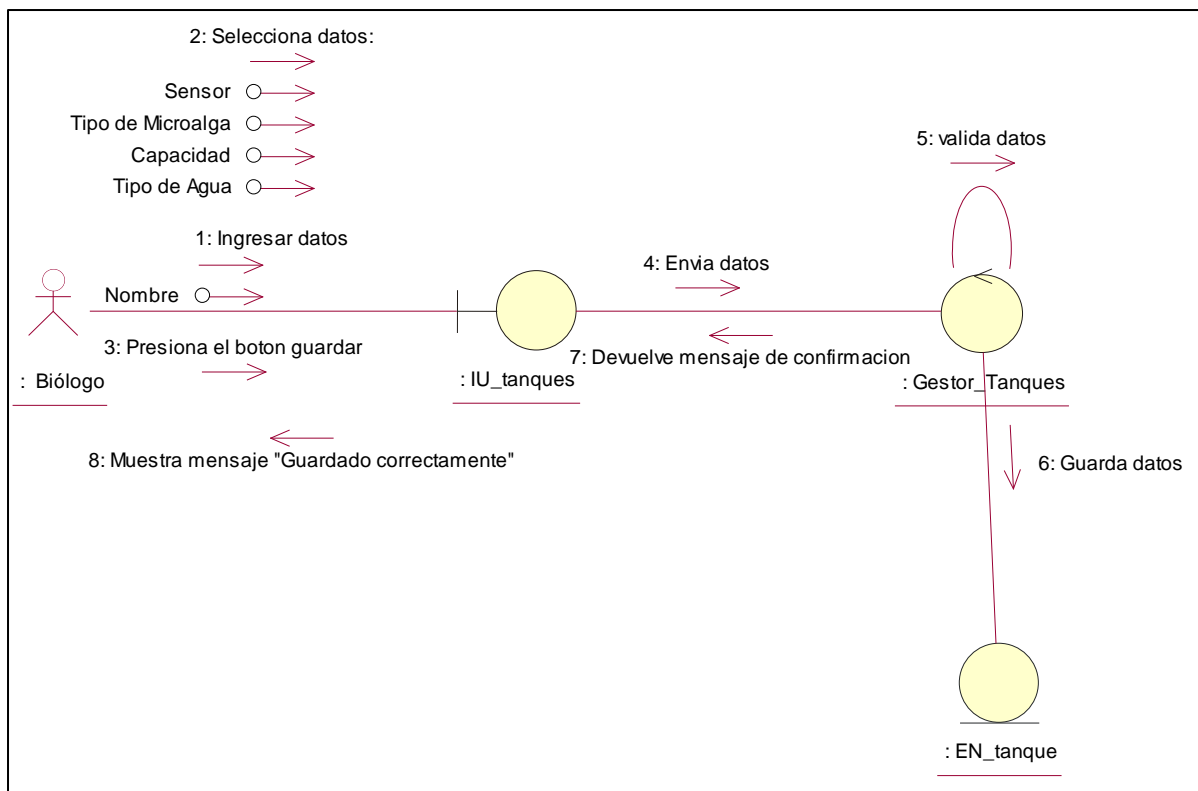 2: Selecciona datos:
Sensor
Tipo de Microalga
Capacidad
Tipo de Agua
1: Ingresar datos
Nombre
3: Presiona el boton guardar
: Biólogo
8: Muestra mensaje "Guardado correctamente"
: IU_tanques
4: Envia datos
7: Devuelve mensaje de confirmacion
5: valida datos
: Gestor_Tanques
6: Guarda datos
: EN_tanque